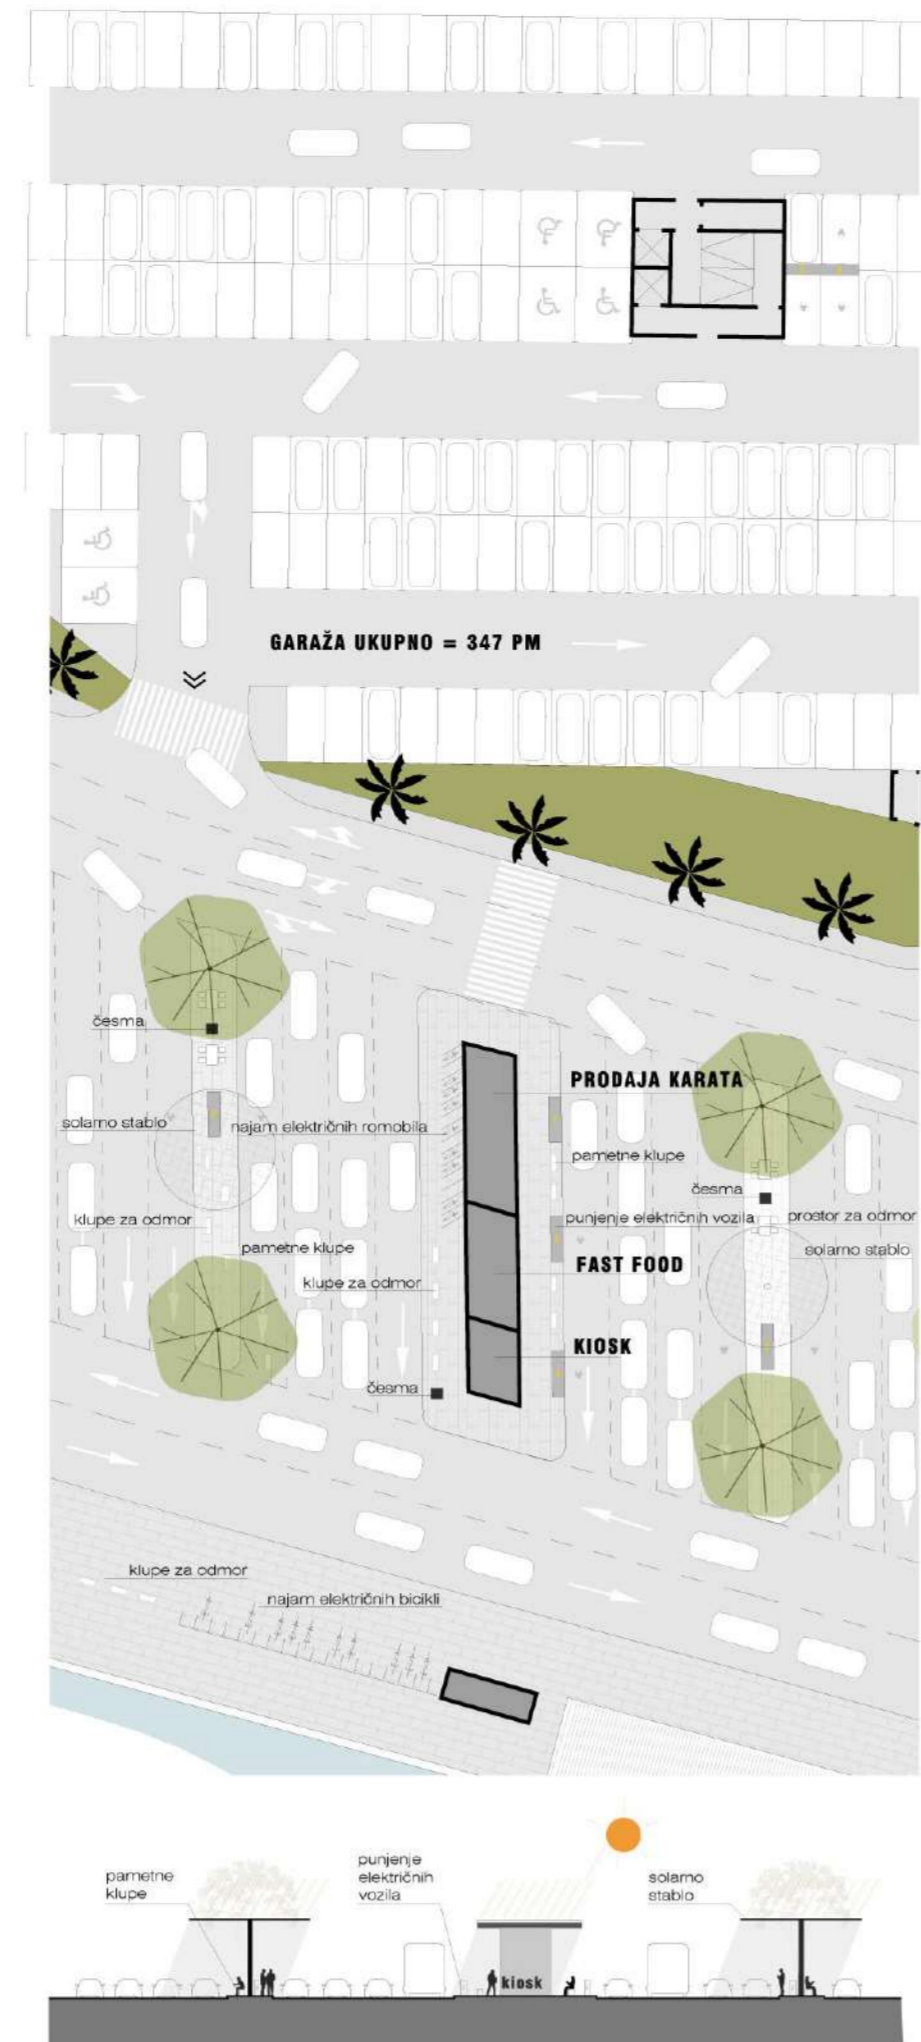 GARAŽA UKUPNO = 347 PM
česma
PRODAJA KARATA
solarno stablo
najam električnih romobila
pametne klupe
česma
klupe za odmor
punjenje električnih vozila
prostor za odmor
pametne klupe
solarno stablo
FAST FOOD
klupe za odmor
KIOSK
česma
klupe za odmor
najam električnih bicikli
pametne
klupe
punjenje
električnih
vozila
solarno
stablo
kiosk